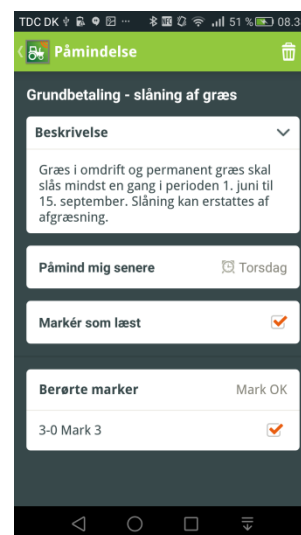 TDC DK ... 51 % 08.3
Påmindelse
Grundbetaling - slåning af græs
Beskrivelse
Græs i omdrift og permanent græs skal
slås mindst en gang i perioden 1. juni til
15. september. Slåning kan erstattes af
afgræsning.
Påmind mig senere Torsdag
Markér som læst
Berørte marker Mark OK
3-0 Mark 3